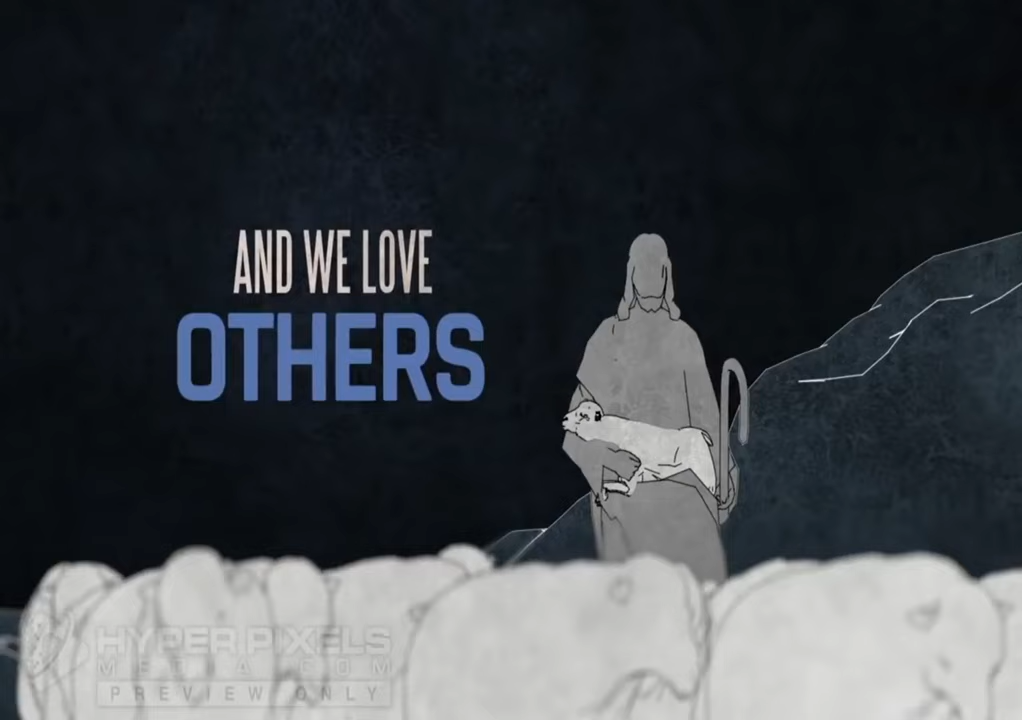 AND WE LOVE
OTHERS
HYPER PIXELS
MEDIA.COM
PREVIEW ONLY